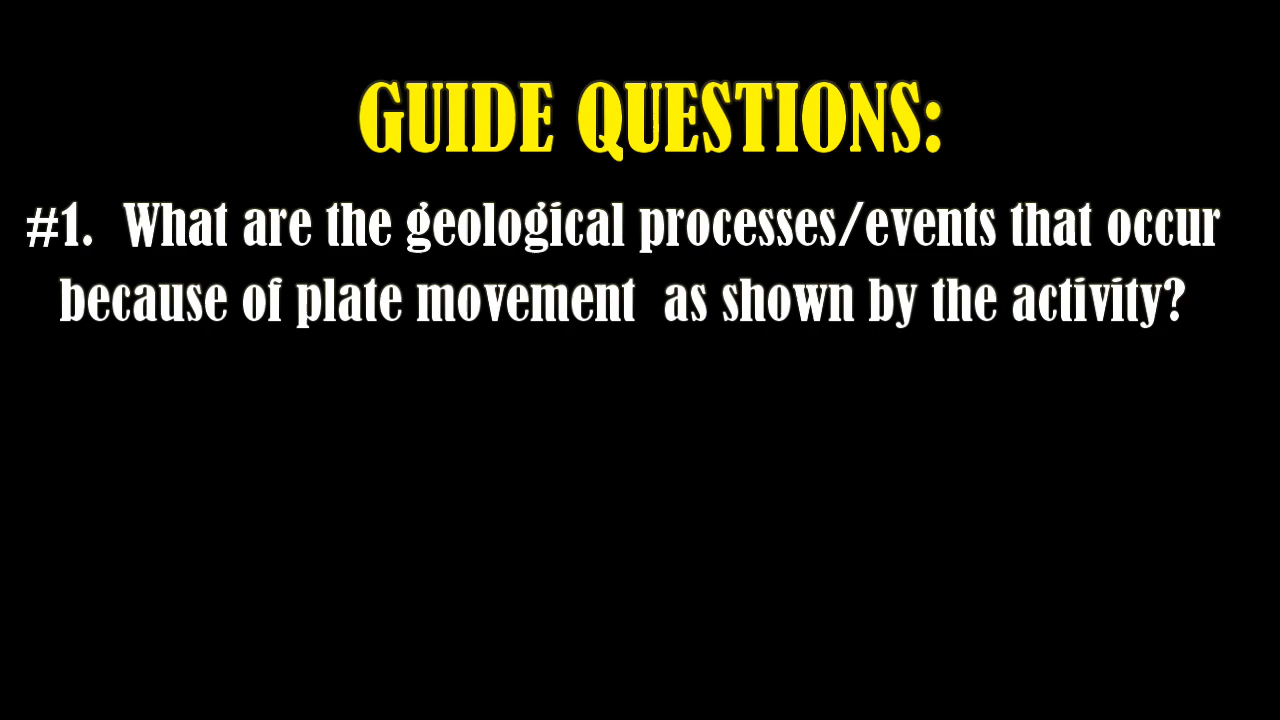 GUIDE QUESTIONS:
#1. What are the geological processes/events that occur
because of plate movement as shown by the activity?